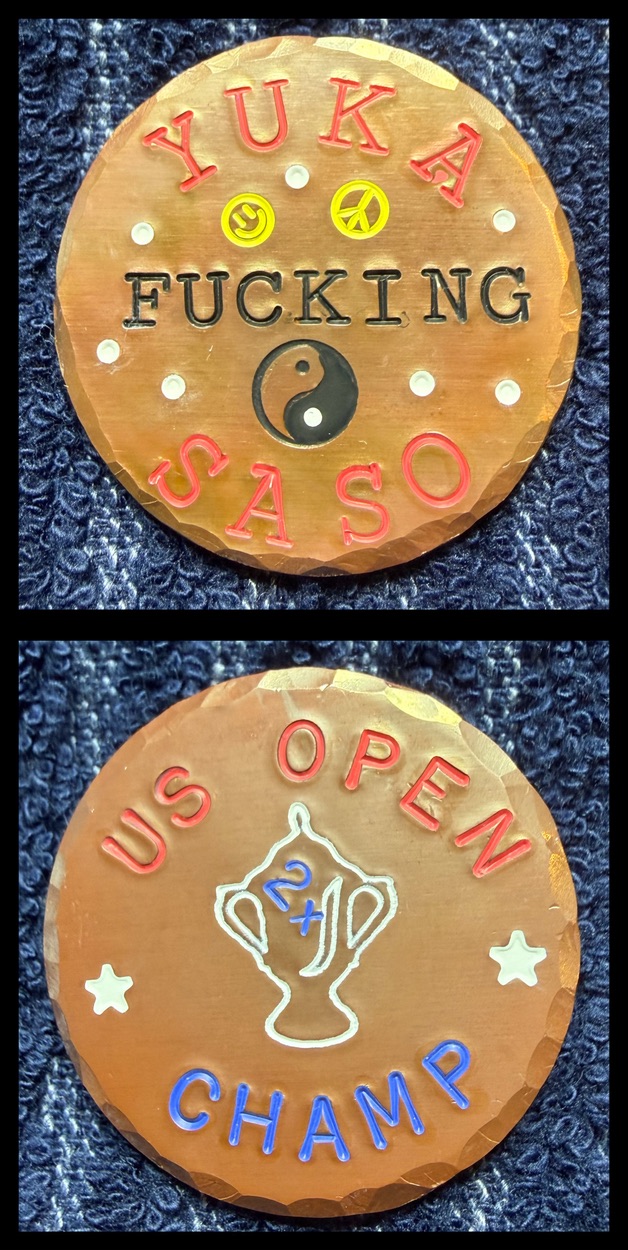 YUKA
FUCKING
SASO
US OPEN
2x
CHAMP